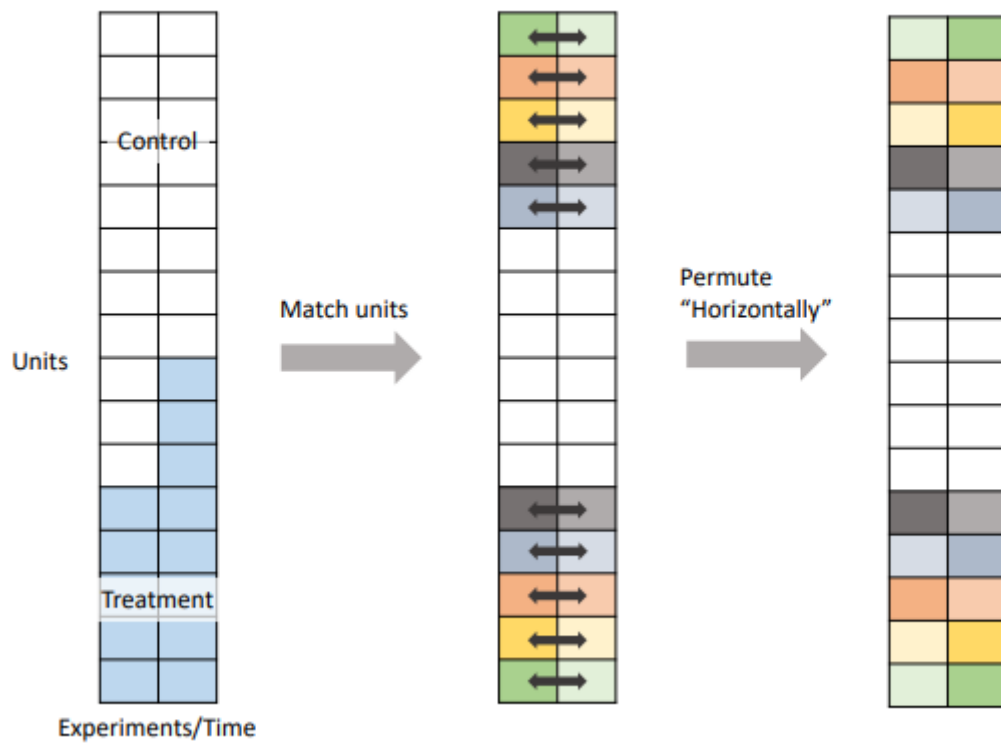 Control
Units
Treatment
Experiments/Time
Match units
Permute
“Horizontally”